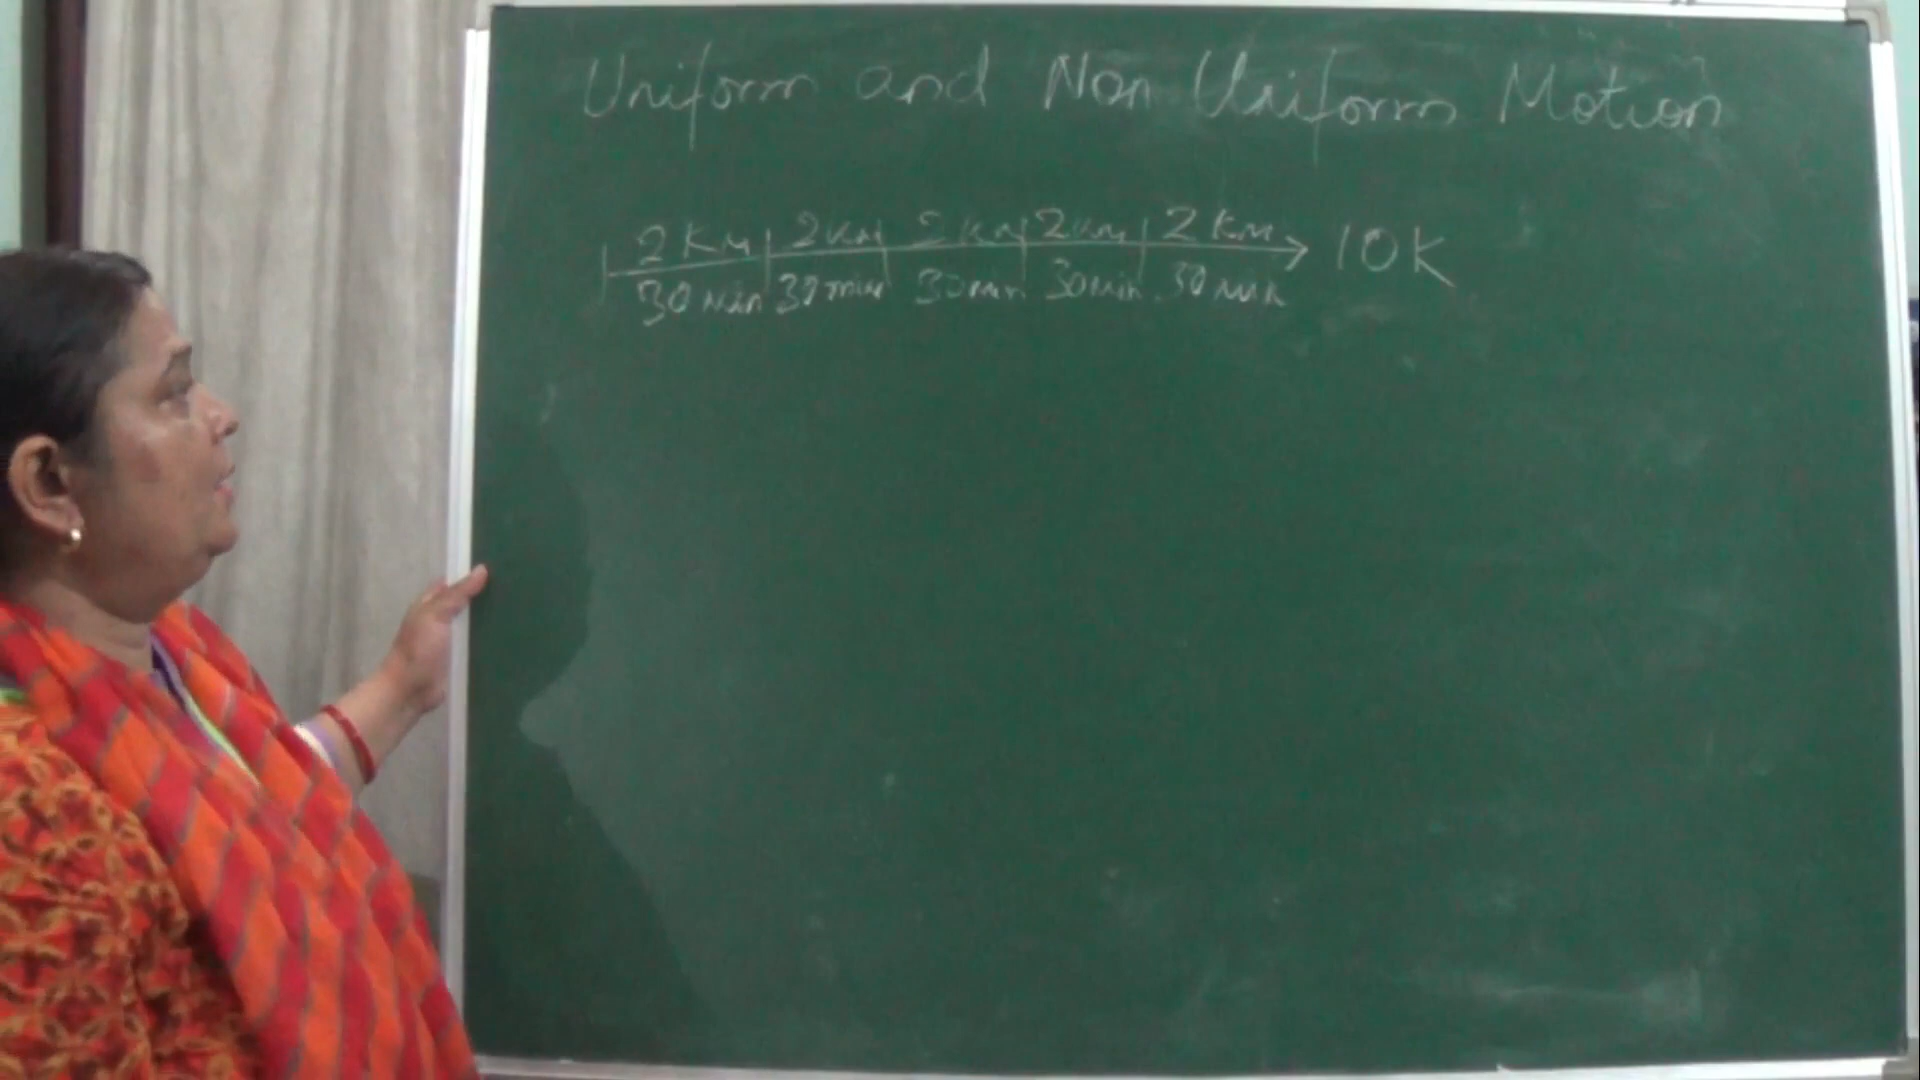 Uniform and Non Uniform Motion
2 Km 2 Km 2 Km 2 Km 2 Km 10 K
30 min 30 min 30 min 30 min 30 min